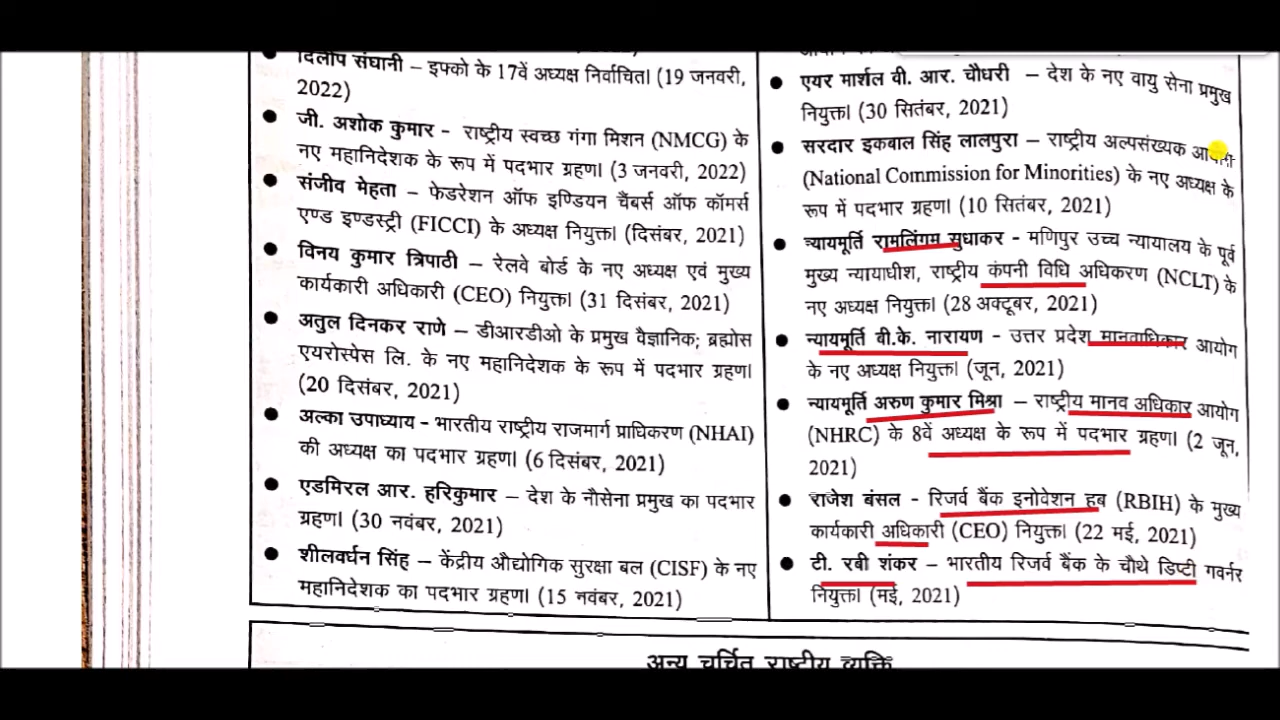 दिलीप संघानी – इफ्को के 17वें अध्यक्ष निर्वाचित। (19 जनवरी,
2022)
● जी. अशोक कुमार - राष्ट्रीय स्वच्छ गंगा मिशन (NMCG) के
नए महानिदेशक के रूप में पदभार ग्रहण। (3 जनवरी, 2022)
● संजीव मेहता – फेडरेशन ऑफ इण्डियन चैंबर्स ऑफ कॉमर्स
एण्ड इण्डस्ट्री (FICCI) के अध्यक्ष नियुक्त। (दिसंबर, 2021)
● विनय कुमार त्रिपाठी – रेलवे बोर्ड के नए अध्यक्ष एवं मुख्य
कार्यकारी अधिकारी (CEO) नियुक्त। (31 दिसंबर, 2021)
● अतुल दिनकर राणे – डीआरडीओ के प्रमुख वैज्ञानिक; ब्रह्मोस
एयरोस्पेस लि. के नए महानिदेशक के रूप में पदभार ग्रहण।
(20 दिसंबर, 2021)
● अल्का उपाध्याय - भारतीय राष्ट्रीय राजमार्ग प्राधिकरण (NHAI)
की अध्यक्ष का पदभार ग्रहण। (6 दिसंबर, 2021)
● एडमिरल आर. हरिकुमार – देश के नौसेना प्रमुख का पदभार
ग्रहण। (30 नवंबर, 2021)
● शीलवर्धन सिंह – केंद्रीय औद्योगिक सुरक्षा बल (CISF) के नए
महानिदेशक का पदभार ग्रहण। (15 नवंबर, 2021)
● एयर मार्शल वी. आर. चौधरी – देश के नए वायु सेना प्रमुख
नियुक्त। (30 सितंबर, 2021)
● सरदार इकबाल सिंह लालपुरा – राष्ट्रीय अल्पसंख्यक
(National Commission for Minorities) के नए अध्यक्ष के
रूप में पदभार ग्रहण। (10 सितंबर, 2021)
● न्यायमूर्ति रामलिंगम सुधाकर - मणिपुर उच्च न्यायालय के पूर्व
मुख्य न्यायाधीश, राष्ट्रीय कंपनी विधि अधिकरण (NCLT) के
नए अध्यक्ष नियुक्त। (28 अक्टूबर, 2021)
● न्यायमूर्ति बी.के. नारायण - उत्तर प्रदेश मानवाधिकार आयोग
के नए अध्यक्ष नियुक्त। (जून, 2021)
● न्यायमूर्ति अरुण कुमार मिश्रा – राष्ट्रीय मानव अधिकार आयोग
(NHRC) के 8वें अध्यक्ष के रूप में पदभार ग्रहण। (2 जून,
2021)
● राजेश बंसल - रिजर्व बैंक इनोवेशन हब (RBIH) के मुख्य
कार्यकारी अधिकारी (CEO) नियुक्त। (22 मई, 2021)
● टी. रबी शंकर – भारतीय रिजर्व बैंक के चौथे डिप्टी गवर्नर
नियुक्त। (मई, 2021)
अन्य चर्चित राष्ट्रीय व्यक्ति